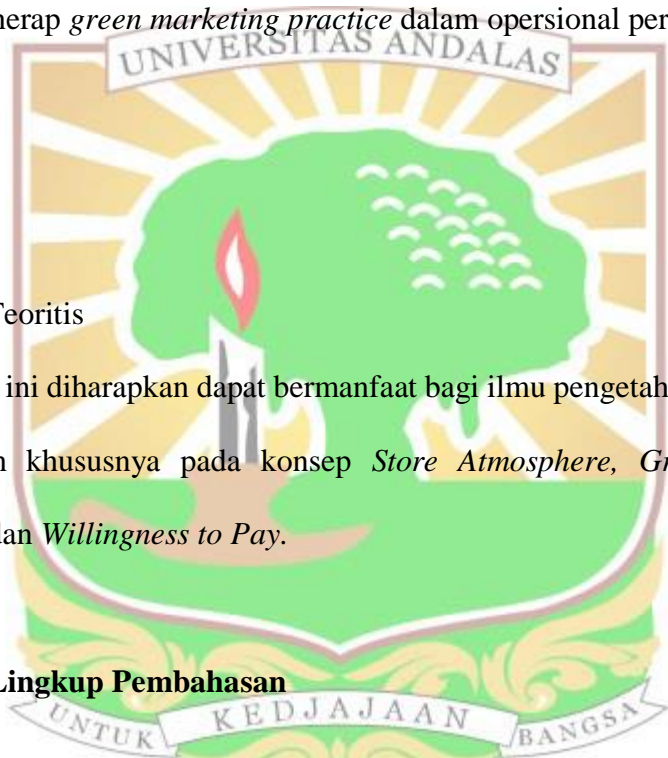 nerap green marketing practice dalam opersional per
UNIVERSITAS ANDALAS
Teoritis
ini diharapkan dapat bermanfaat bagi ilmu pengetah
khususnya pada konsep Store Atmosphere, Gr
dan Willingness to Pay.
Lingkup Pembahasan
UNTUK KEDJAJAAN BANGSA